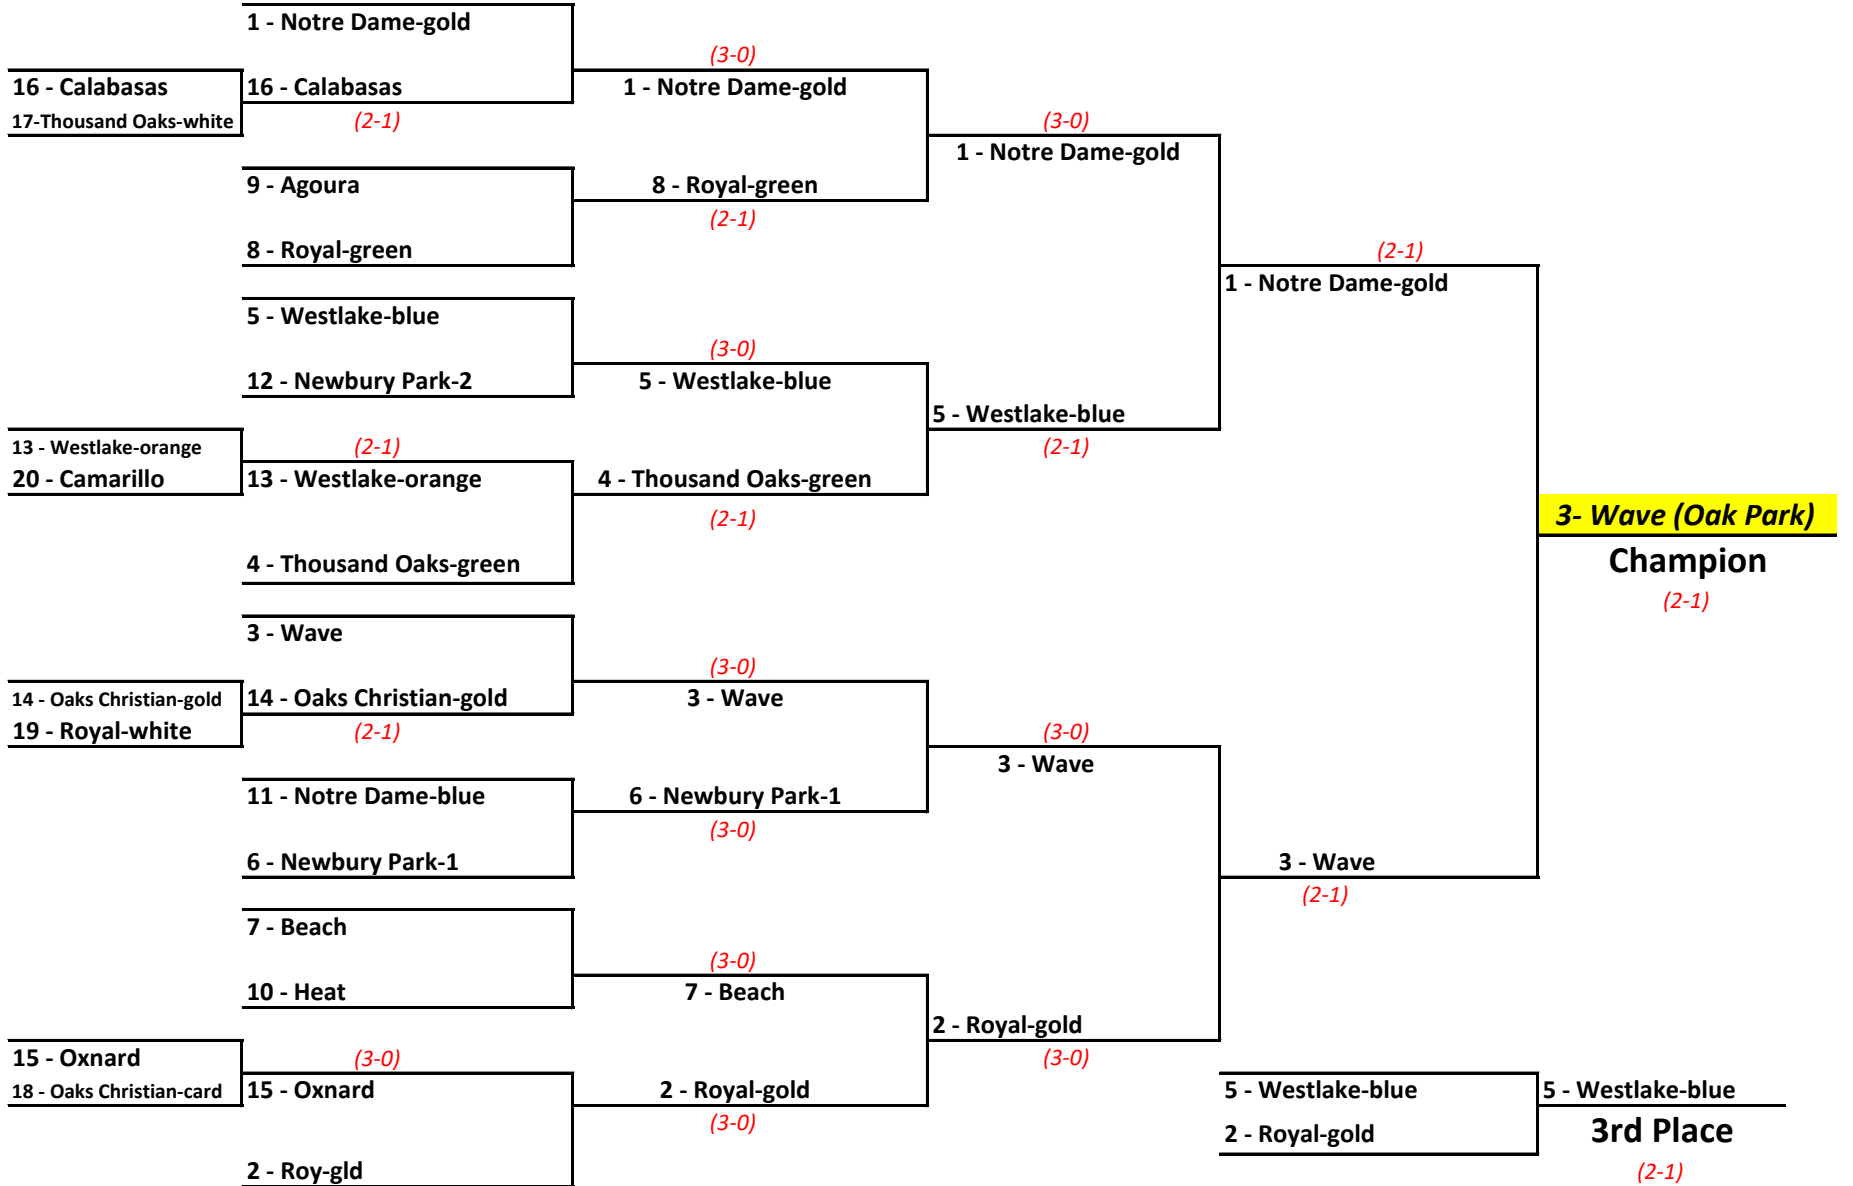 1 - Notre Dame-gold
(3-0)
16 - Calabasas
16 - Calabasas
1 - Notre Dame-gold
17-Thousand Oaks-white
(2-1)
(3-0)
1 - Notre Dame-gold
9 - Agoura
8 - Royal-green
(2-1)
8 - Royal-green
(2-1)
1 - Notre Dame-gold
5 - Westlake-blue
(3-0)
12 - Newbury Park-2
5 - Westlake-blue
5 - Westlake-blue
13 - Westlake-orange
(2-1)
(2-1)
20 - Camarillo
13 - Westlake-orange
4 - Thousand Oaks-green
(2-1)
3- Wave (Oak Park)
4 - Thousand Oaks-green
Champion
(2-1)
3 - Wave
(3-0)
14 - Oaks Christian-gold
14 - Oaks Christian-gold
3 - Wave
19 - Royal-white
(2-1)
(3-0)
3 - Wave
11 - Notre Dame-blue
6 - Newbury Park-1
(3-0)
6 - Newbury Park-1
3 - Wave
(2-1)
7 - Beach
(3-0)
10 - Heat
7 - Beach
2 - Royal-gold
15 - Oxnard
(3-0)
(3-0)
18 - Oaks Christian-card
15 - Oxnard
2 - Royal-gold
5 - Westlake-blue
5 - Westlake-blue
(3-0)
2 - Royal-gold
3rd Place
2 - Roy-gld
(2-1)